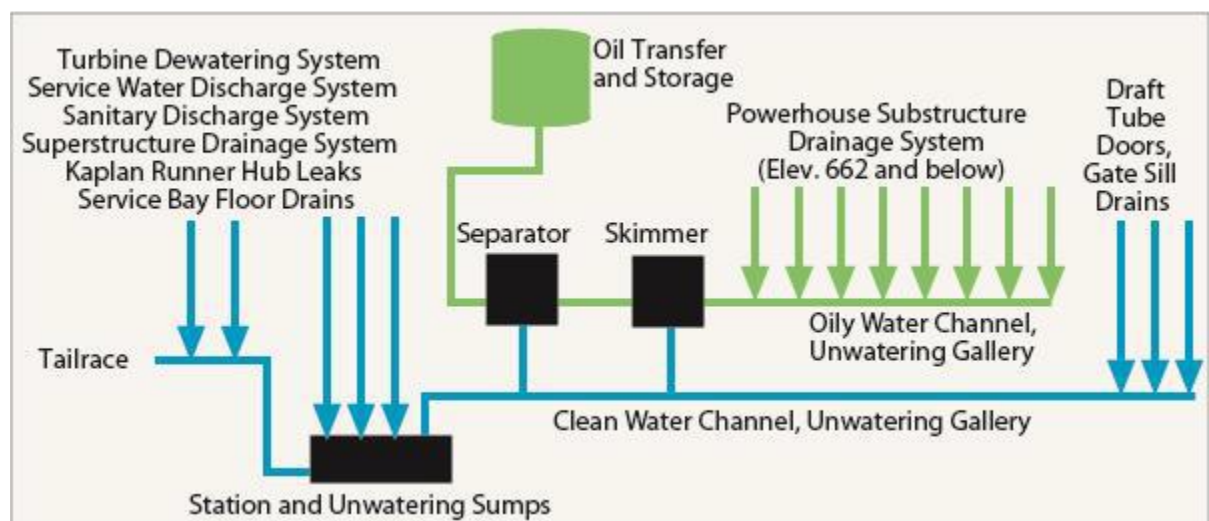 Turbine Dewatering System
Service Water Discharge System
Sanitary Discharge System
Superstructure Drainage System
Kaplan Runner Hub Leaks
Service Bay Floor Drains
Oil Transfer
and Storage
Powerhouse Substructure
Drainage System
(Elev. 662 and below)
Draft
Tube
Doors,
Gate Sill
Drains
Separator
Skimmer
Oily Water Channel,
Unwatering Gallery
Tailrace
Clean Water Channel, Unwatering Gallery
Station and Unwatering Sumps